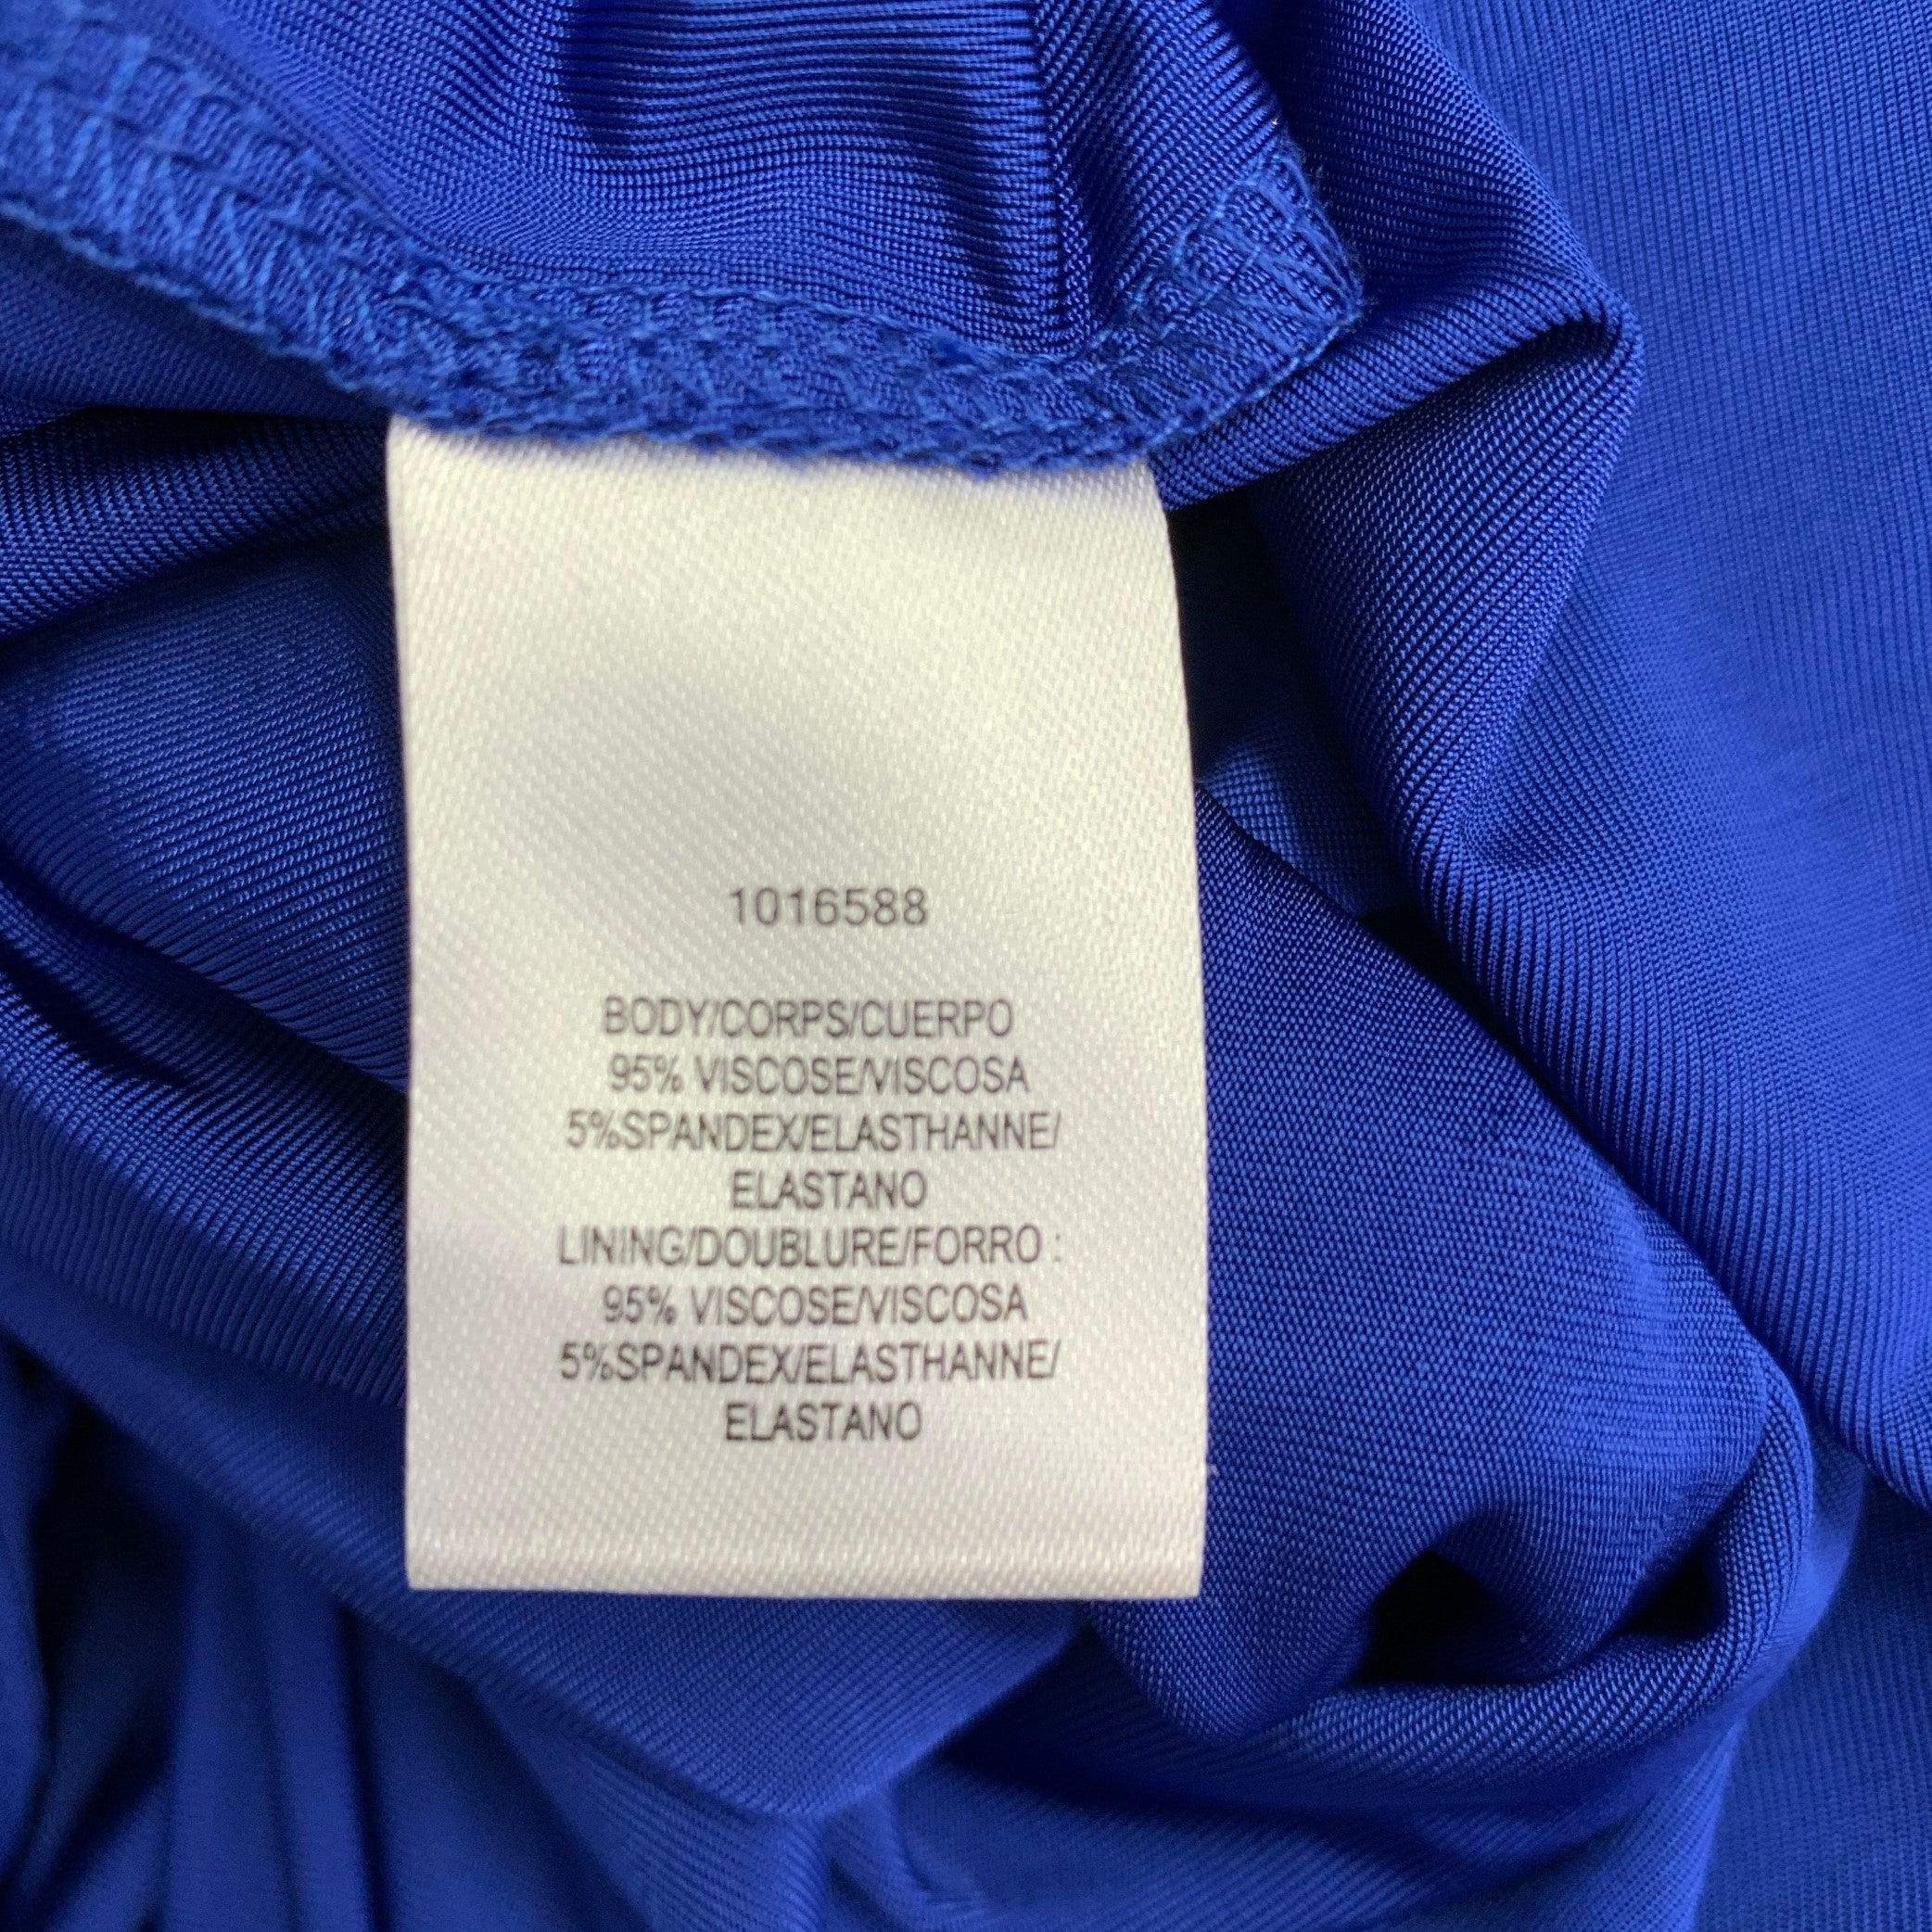 1016588
BODY/CORPS/CUERPO
95% VISCOSE/VISCOSA
5%SPANDEX/ELASTHANNE/
ELASTANO
LINING/DOUBLURE/FORRO :
95% VISCOSE/VISCOSA
5%SPANDEX/ELASTHANNE/
ELASTANO